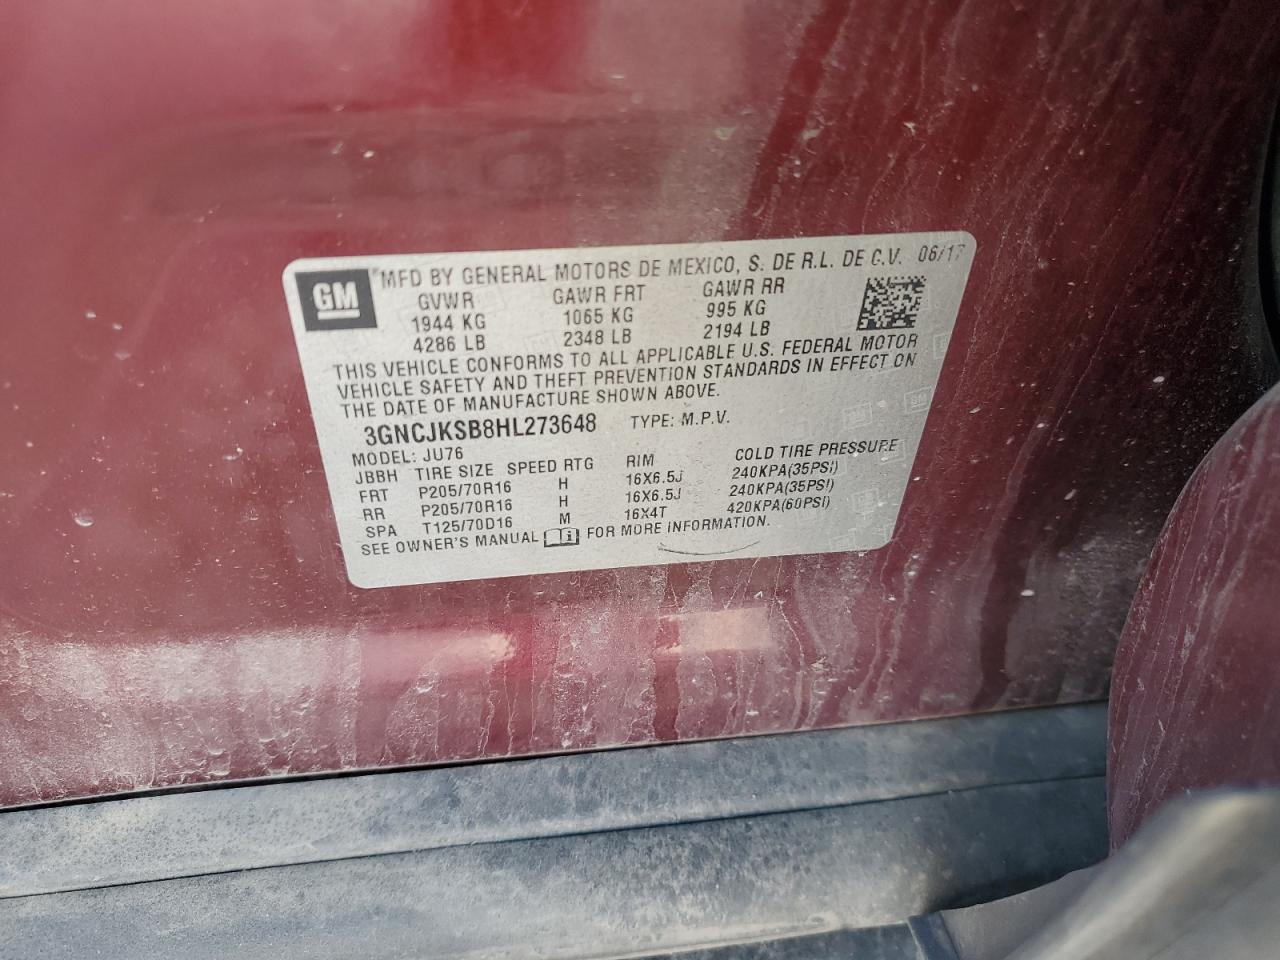 GM
MFD BY GENERAL MOTORS DE MEXICO, S. DE R.L. DE C.V. 06/17
GVWR GAWR FRT GAWR RR
1944 KG 1065 KG 995 KG
4286 LB 2348 LB 2194 LB
THIS VEHICLE CONFORMS TO ALL APPLICABLE U.S. FEDERAL MOTOR
VEHICLE SAFETY AND THEFT PREVENTION STANDARDS IN EFFECT ON
THE DATE OF MANUFACTURE SHOWN ABOVE.
3GNCJKSB8HL273648 TYPE: M.P.V.
MODEL: JU76
JBBH TIRE SIZE SPEED RTG RIM COLD TIRE PRESSURE
FRT P205/70R16 H 16X6.5J 240KPA(35PSI)
RR P205/70R16 H 16X6.5J 240KPA(35PSI)
SPA T125/70D16 M 16X4T 420KPA(60PSI)
SEE OWNER'S MANUAL FOR MORE INFORMATION.